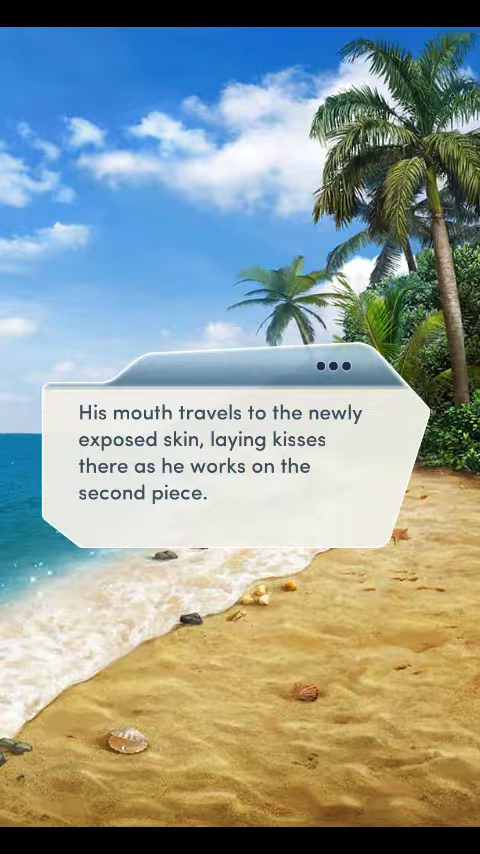 His mouth travels to the newly
exposed skin, laying kisses
there as he works on the
second piece.